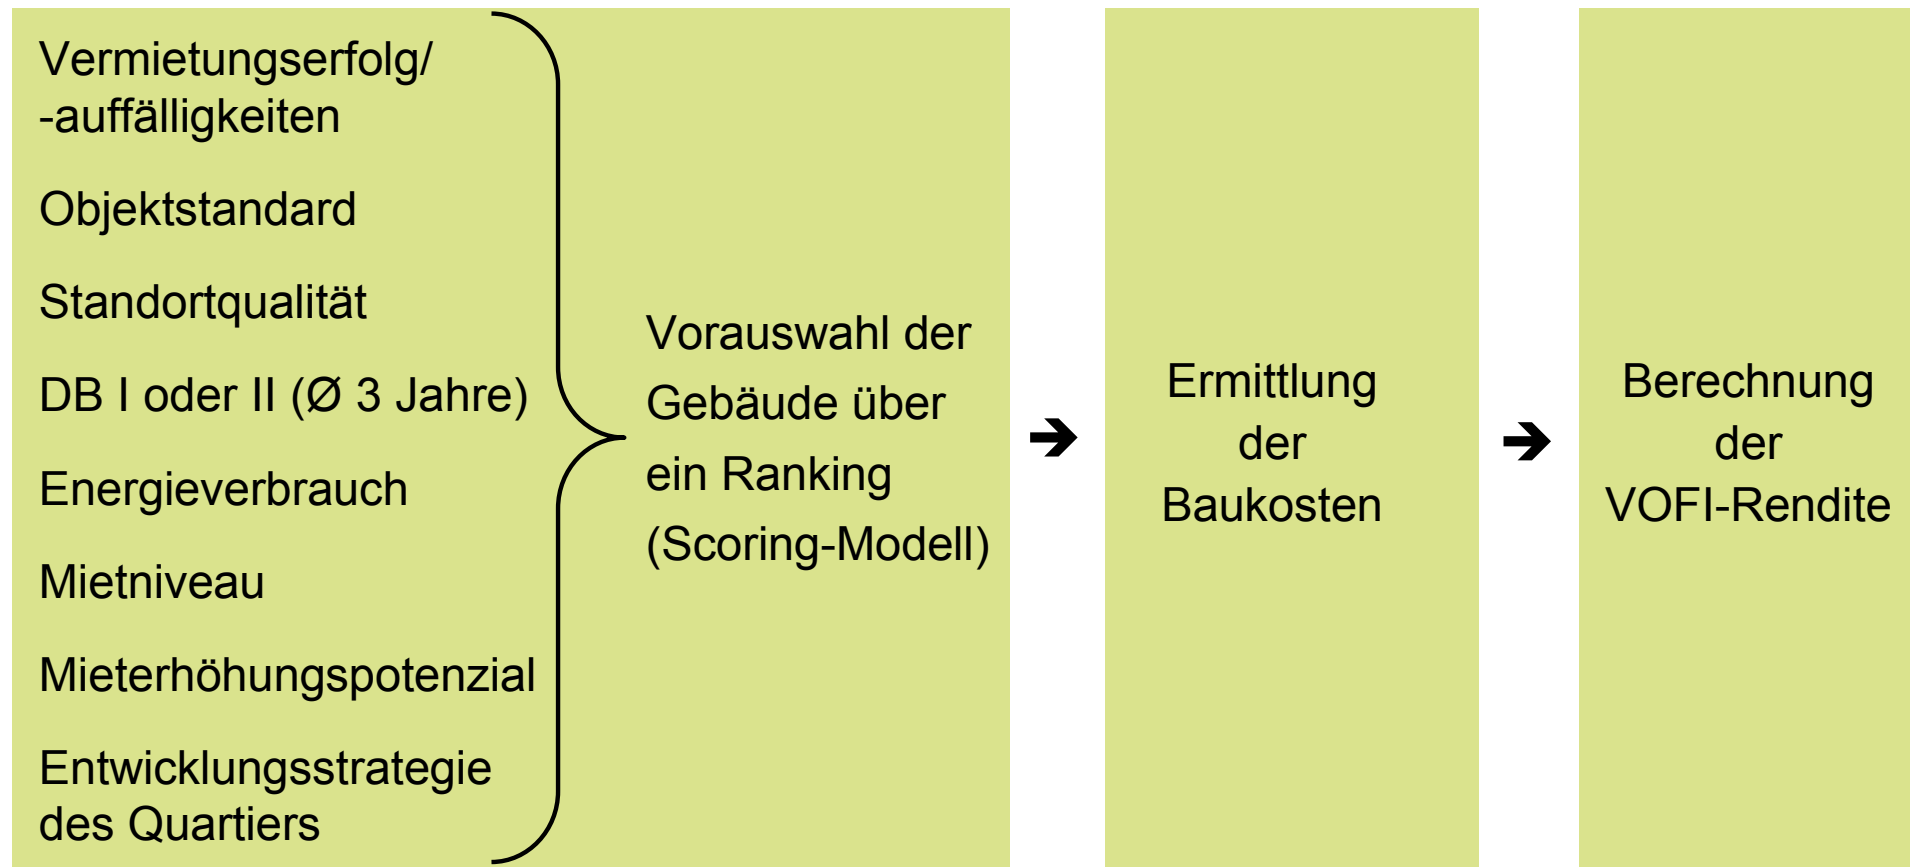 Vermietungserfolg/
-auffälligkeiten
Objektstandard
Standortqualität
DB I oder II (Ø 3 Jahre)
Energieverbrauch
Mietniveau
Mieterhöhungspotenzial
Entwicklungsstrategie
des Quartiers
Vorauswahl der
Gebäude über
ein Ranking
(Scoring-Modell)
Ermittlung
der
Baukosten
Berechnung
der
VOFI-Rendite